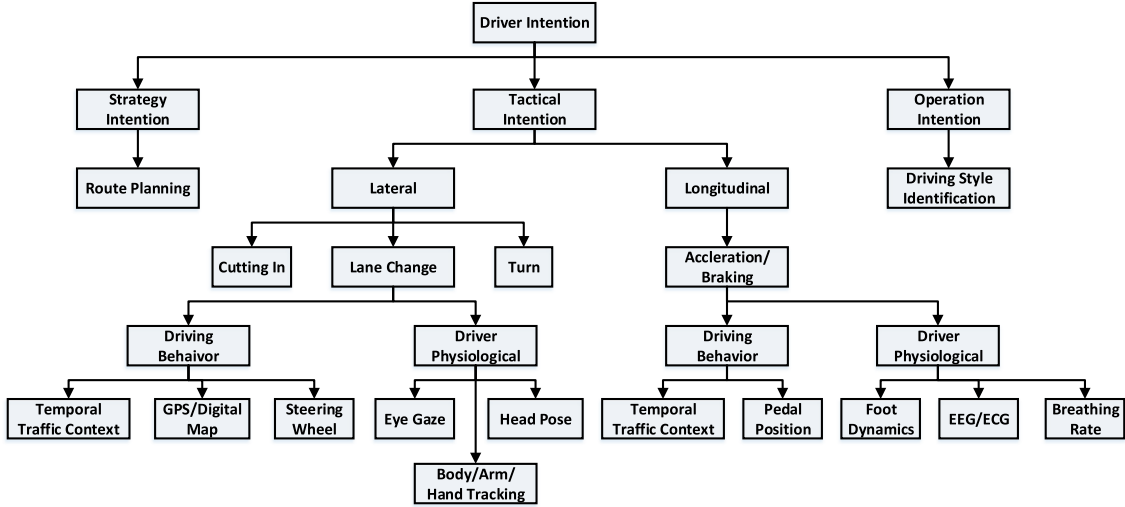 Driver Intention
Strategy
Intention
Tactical
Intention
Operation
Intention
Route Planning
Lateral
Longitudinal
Driving Style
Identification
Cutting In
Lane Change
Turn
Accleration/
Braking
Driving
Behaivor
Driver
Physiological
Driving
Behavior
Driver
Physiological
Temporal
Traffic Context
GPS/Digital
Map
Steering
Wheel
Eye Gaze
Head Pose
Temporal
Traffic Context
Pedal
Position
Foot
Dynamics
EEG/ECG
Breathing
Rate
Body/Arm/
Hand Tracking